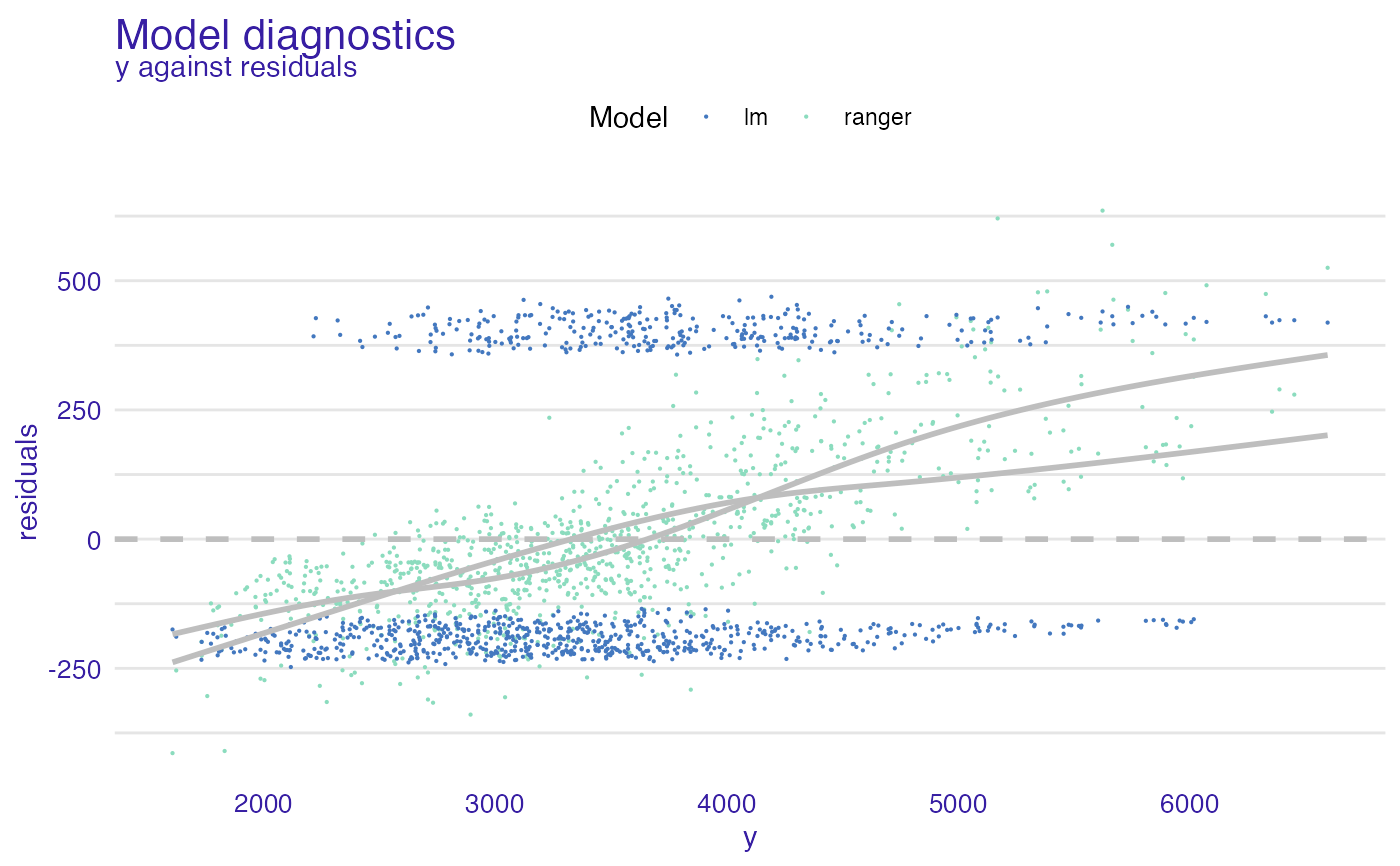 Model diagnostics
y against residuals
Model lm ranger
500
250
0
-250
residuals
2000 3000 4000 5000 6000
y